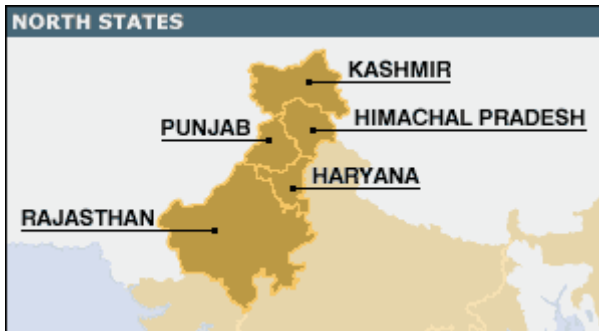 NORTH STATES
KASHMIR
HIMACHAL PRADESH
PUNJAB
HARYANA
RAJASTHAN